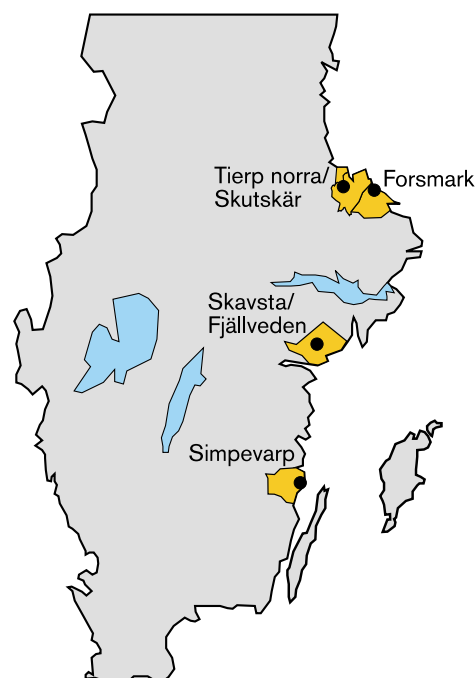 Tierp norra/
Skutskär
Forsmark
Skavsta/
Fjällveden
Simpevarp